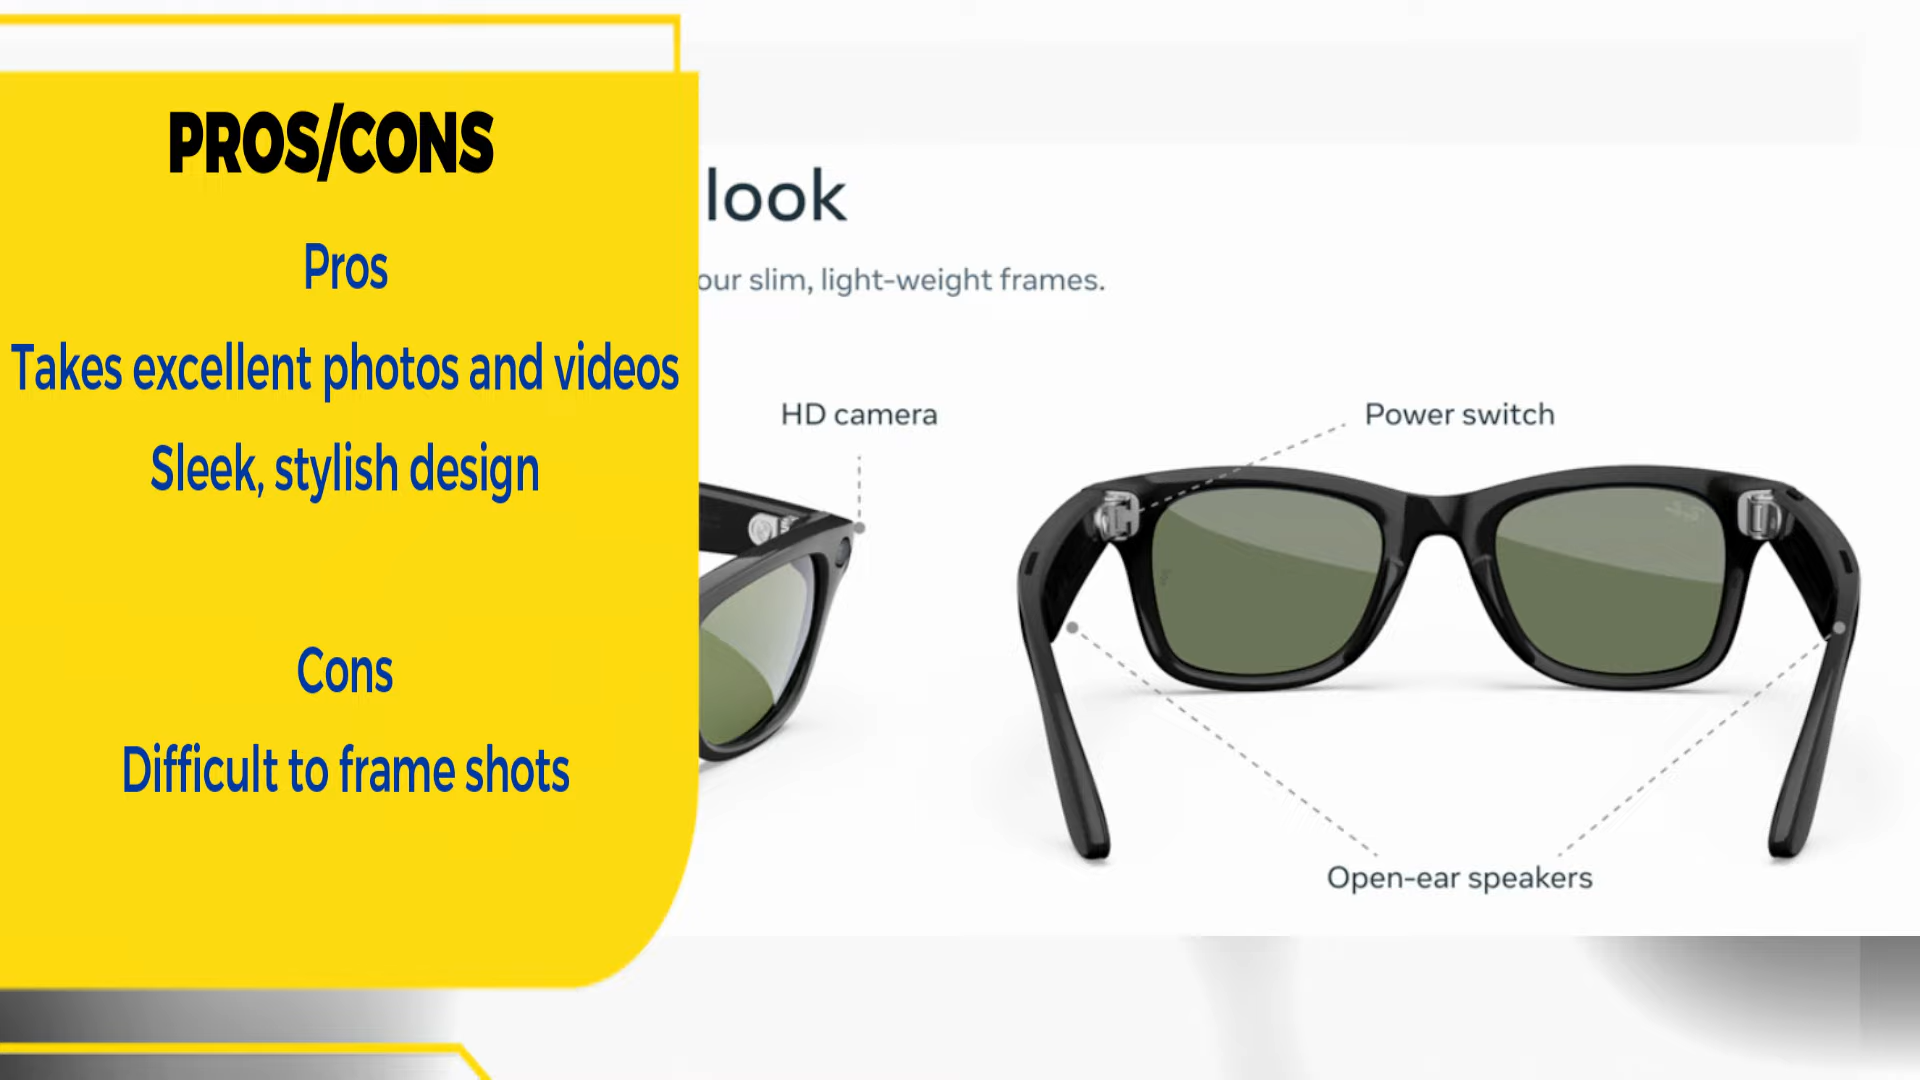 PROS/CONS
Pros
Takes excellent photos and videos
Sleek, stylish design
Cons
Difficult to frame shots
look
our slim, light-weight frames.
HD camera
Power switch
Open-ear speakers